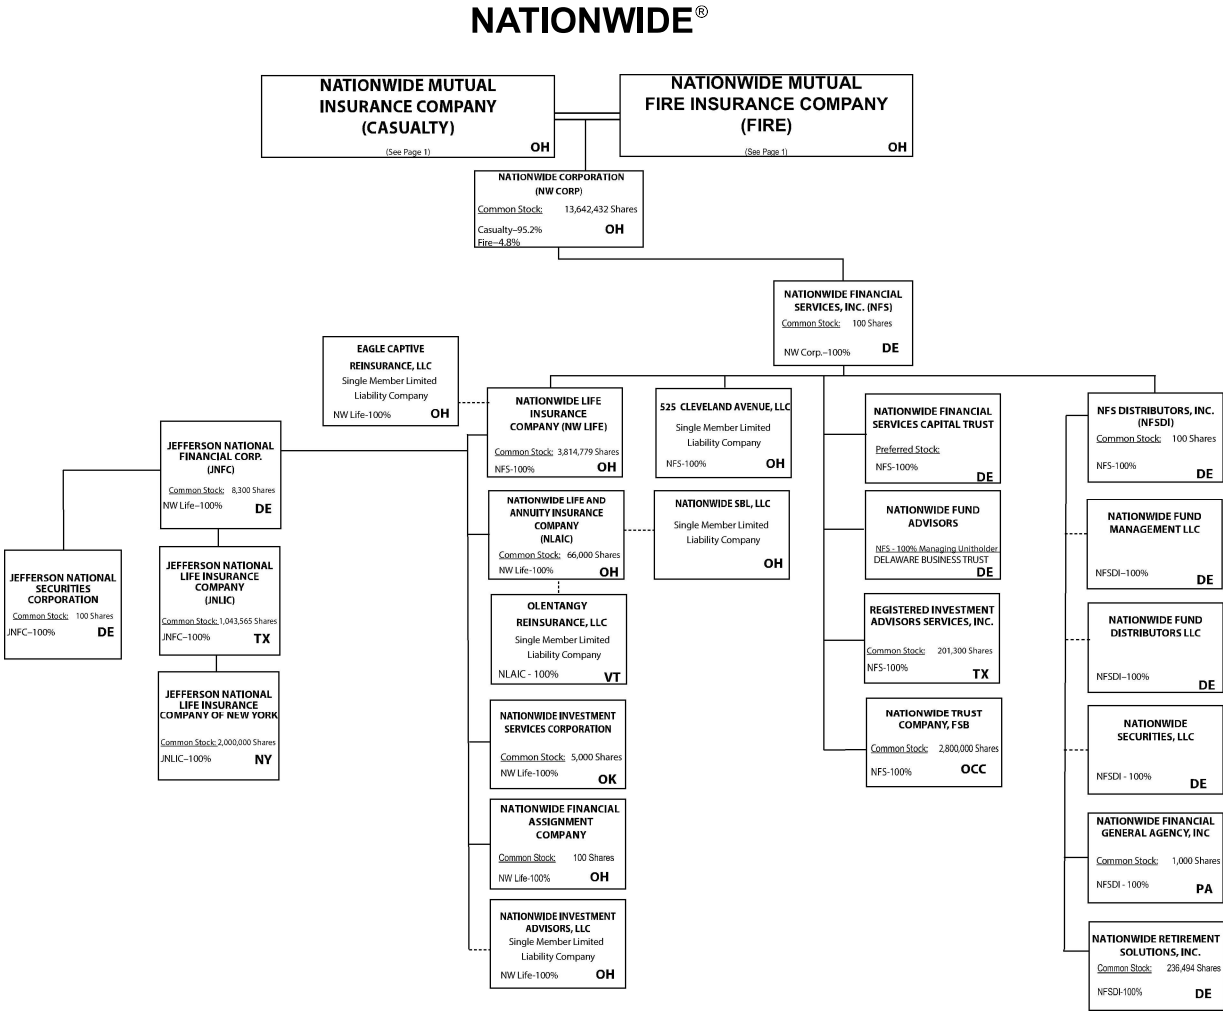 NATIONWIDE®
NATIONWIDE MUTUAL
INSURANCE COMPANY
(CASUALTY)
(See Page 1)
OH
NATIONWIDE MUTUAL
FIRE INSURANCE COMPANY
(FIRE)
(See Page 1)
OH
NATIONWIDE CORPORATION
(NW CORP)
Common Stock: 13,642,432 Shares
Casualty–95.2%
OH
Fire–4.8%
NATIONWIDE FINANCIAL
SERVICES, INC. (NFS)
Common Stock: 100 Shares
NW Corp.–100% DE
EAGLE CAPTIVE
REINSURANCE, LLC
Single Member Limited
Liability Company
NW Life-100% OH
NATIONWIDE LIFE
INSURANCE
COMPANY (NW LIFE)
Common Stock: 3,814,779 Shares
NFS-100% OH
525 CLEVELAND AVENUE, LLC
Single Member Limited
Liability Company
NFS-100% OH
NATIONWIDE FINANCIAL
SERVICES CAPITAL TRUST
Preferred Stock:
NFS-100%
DE
NFS DISTRIBUTORS, INC.
(NFSDI)
Common Stock: 100 Shares
NFS-100%
DE
JEFFERSON NATIONAL
FINANCIAL CORP.
(JNFC)
Common Stock: 8,300 Shares
NW Life–100% DE
NATIONWIDE LIFE AND
ANNUITY INSURANCE
COMPANY
(NLAIC)
Common Stock: 66,000 Shares
NW Life-100% OH
NATIONWIDE SBL, LLC
Single Member Limited
Liability Company
OH
NATIONWIDE FUND
ADVISORS
NFS - 100% Managing Unitholder
DELAWARE BUSINESS TRUST
DE
NATIONWIDE FUND
MANAGEMENT LLC
NFSDI–100%
DE
JEFFERSON NATIONAL
SECURITIES
CORPORATION
Common Stock: 100 Shares
JNFC–100% DE
JEFFERSON NATIONAL
LIFE INSURANCE
COMPANY
(JNLIC)
Common Stock: 1,043,565 Shares
JNFC–100% TX
OLENTANGY
REINSURANCE, LLC
Single Member Limited
Liability Company
NLAIC - 100% VT
REGISTERED INVESTMENT
ADVISORS SERVICES, INC.
Common Stock: 201,300 Shares
NFS-100%
TX
NATIONWIDE FUND
DISTRIBUTORS LLC
NFSDI–100%
DE
JEFFERSON NATIONAL
LIFE INSURANCE
COMPANY OF NEW YORK
Common Stock: 2,000,000 Shares
JNLIC–100% NY
NATIONWIDE INVESTMENT
SERVICES CORPORATION
Common Stock: 5,000 Shares
NW Life-100%
OK
NATIONWIDE TRUST
COMPANY, FSB
Common Stock: 2,800,000 Shares
NFS-100% OCC
NATIONWIDE
SECURITIES, LLC
NFSDI - 100%
DE
NATIONWIDE FINANCIAL
ASSIGNMENT
COMPANY
Common Stock: 100 Shares
NW Life-100% OH
NATIONWIDE FINANCIAL
GENERAL AGENCY, INC
Common Stock: 1,000 Shares
NFSDI - 100%
PA
NATIONWIDE INVESTMENT
ADVISORS, LLC
Single Member Limited
Liability Company
NW Life-100% OH
NATIONWIDE RETIREMENT
SOLUTIONS, INC.
Common Stock: 236,494 Shares
NFSDI-100%
DE